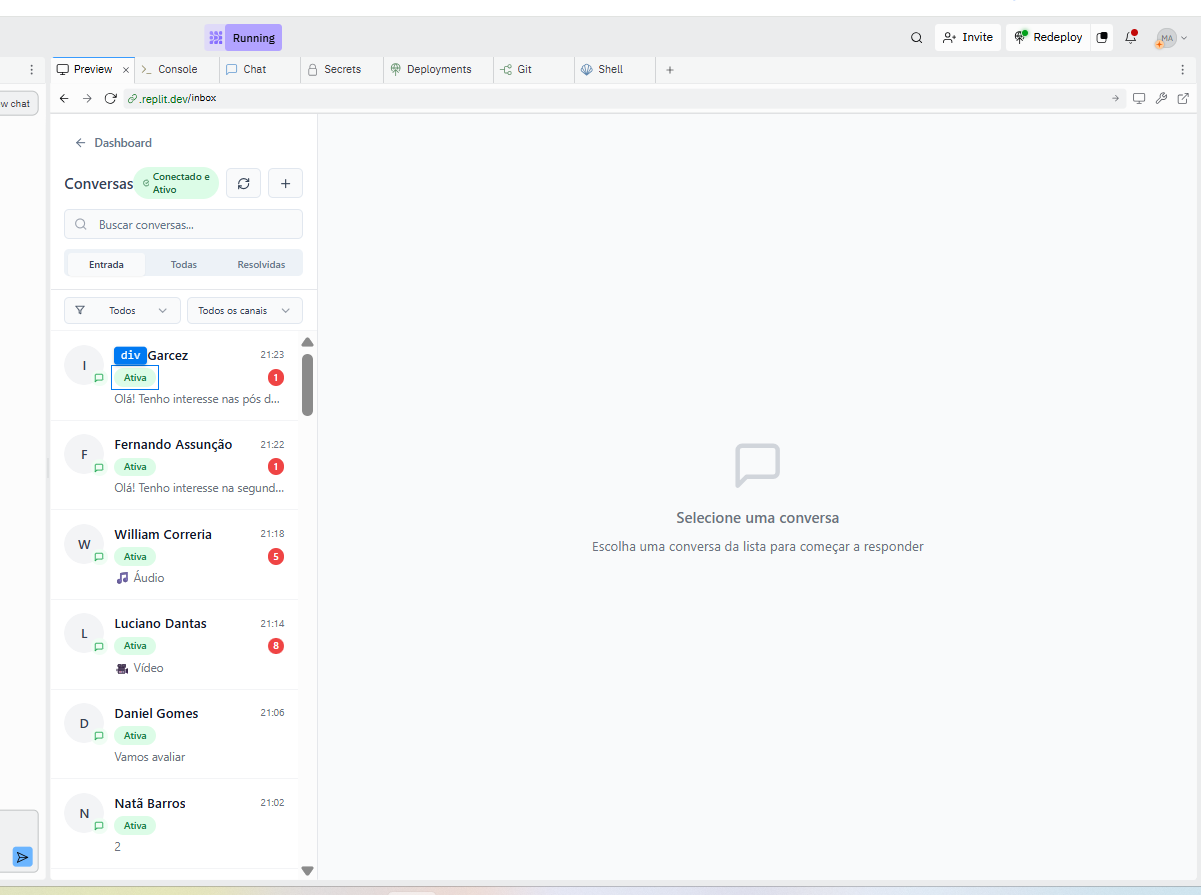 Running
Invite
Redeploy
MA
Preview
Console
Chat
Secrets
Deployments
Git
Shell
w chat
.replit.dev/inbox
Dashboard
Conversas
Conectado e
Ativo
Buscar conversas...
Entrada Todas Resolvidas
Todos Todos os canais
I
div Garcez 21:23
Ativa 1
Olá! Tenho interesse nas pós d...
F
Fernando Assunção 21:22
Ativa 1
Olá! Tenho interesse na segund...
W
William Correria 21:18
Ativa 5
Áudio
L
Luciano Dantas 21:14
Ativa 8
Vídeo
D
Daniel Gomes 21:06
Ativa
Vamos avaliar
N
Natã Barros 21:02
Ativa
2
Selecione uma conversa
Escolha uma conversa da lista para começar a responder